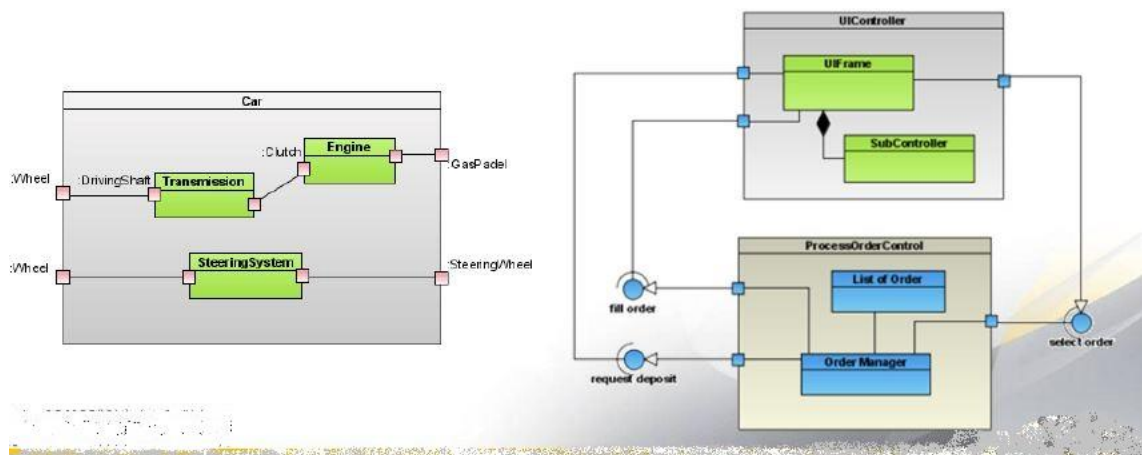 Car
:Clutch
Engine
:GasPadel
:Wheel
:DrivingShaft
Transmission
:Wheel
SteeringSystem
:SteeringWheel
UIController
UIFrame
SubController
ProcessOrderControl
List of Order
fill order
select order
Order Manager
request deposit